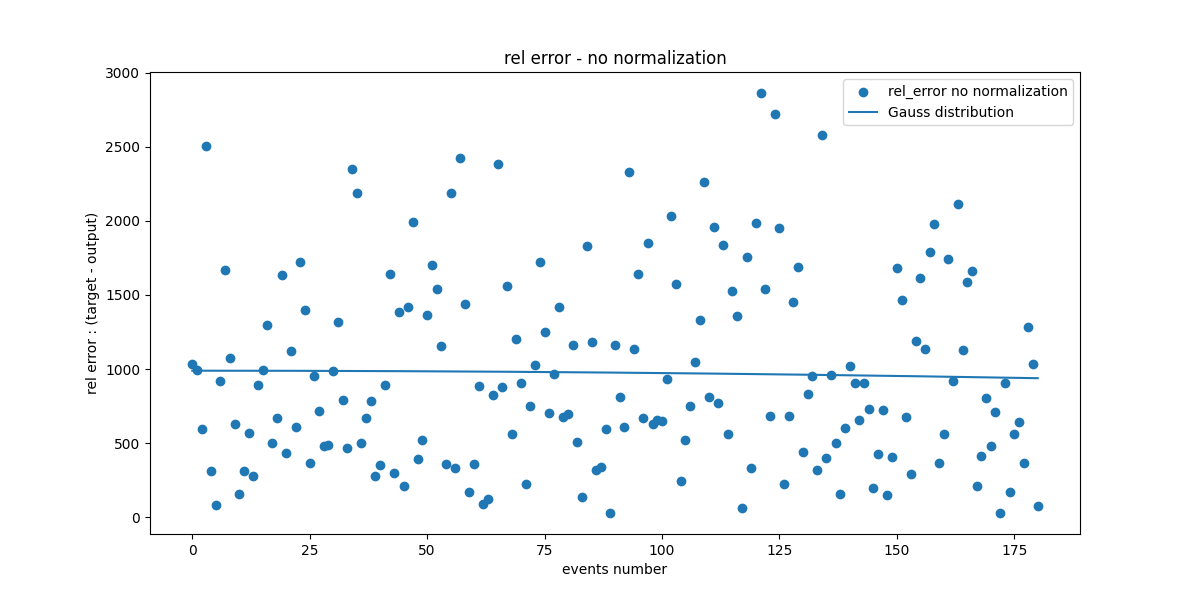 rel error - no normalization
rel_error no normalization
Gauss distribution
rel error : (target - output)
3000
2500
2000
1500
1000
500
0
0 25 50 75 100 125 150 175
events number